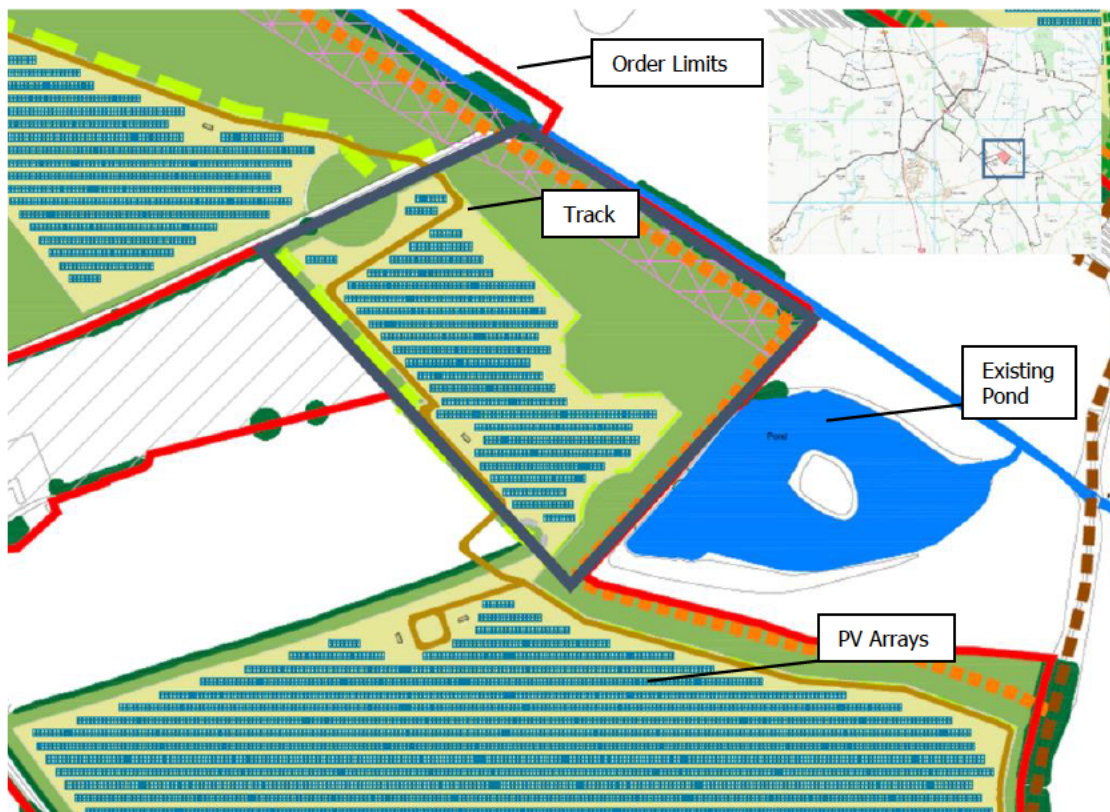 Order Limits
Track
Existing
Pond
Pond
PV Arrays